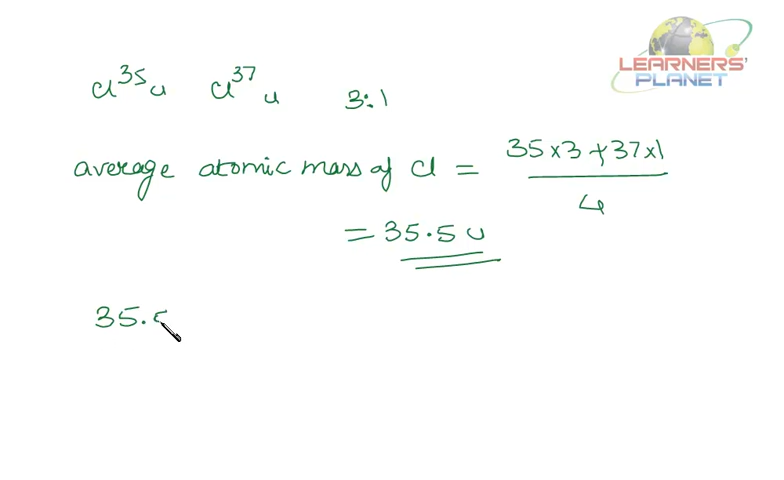 LEARNERS'
PLANET
Cl³⁵u Cl³⁷u 3:1
average atomic mass of Cl = 35×3+37×1
4
= 35.5 u
35.